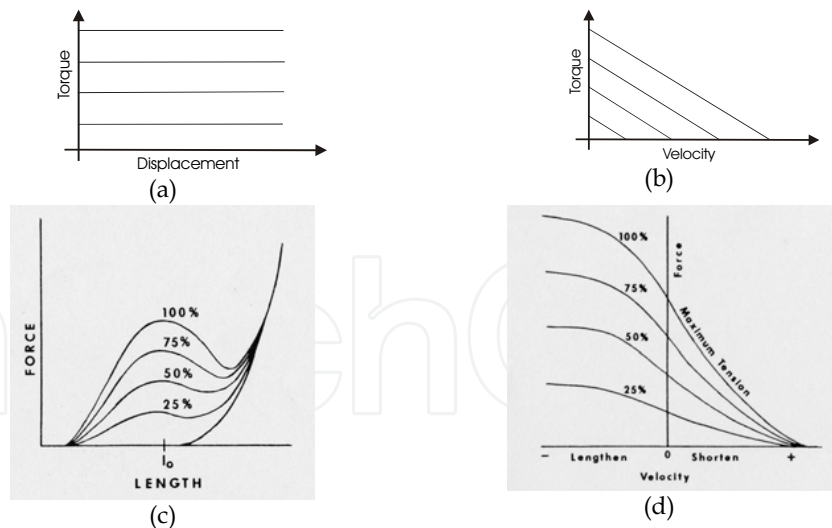 Torque
Displacement
(a)
Torque
Velocity
(b)
100%
75%
50%
25%
FORCE
lo
LENGTH
(c)
100%
75%
50%
25%
Force
Maximum Tension
− Lengthen 0 Shorten +
Velocity
(d)